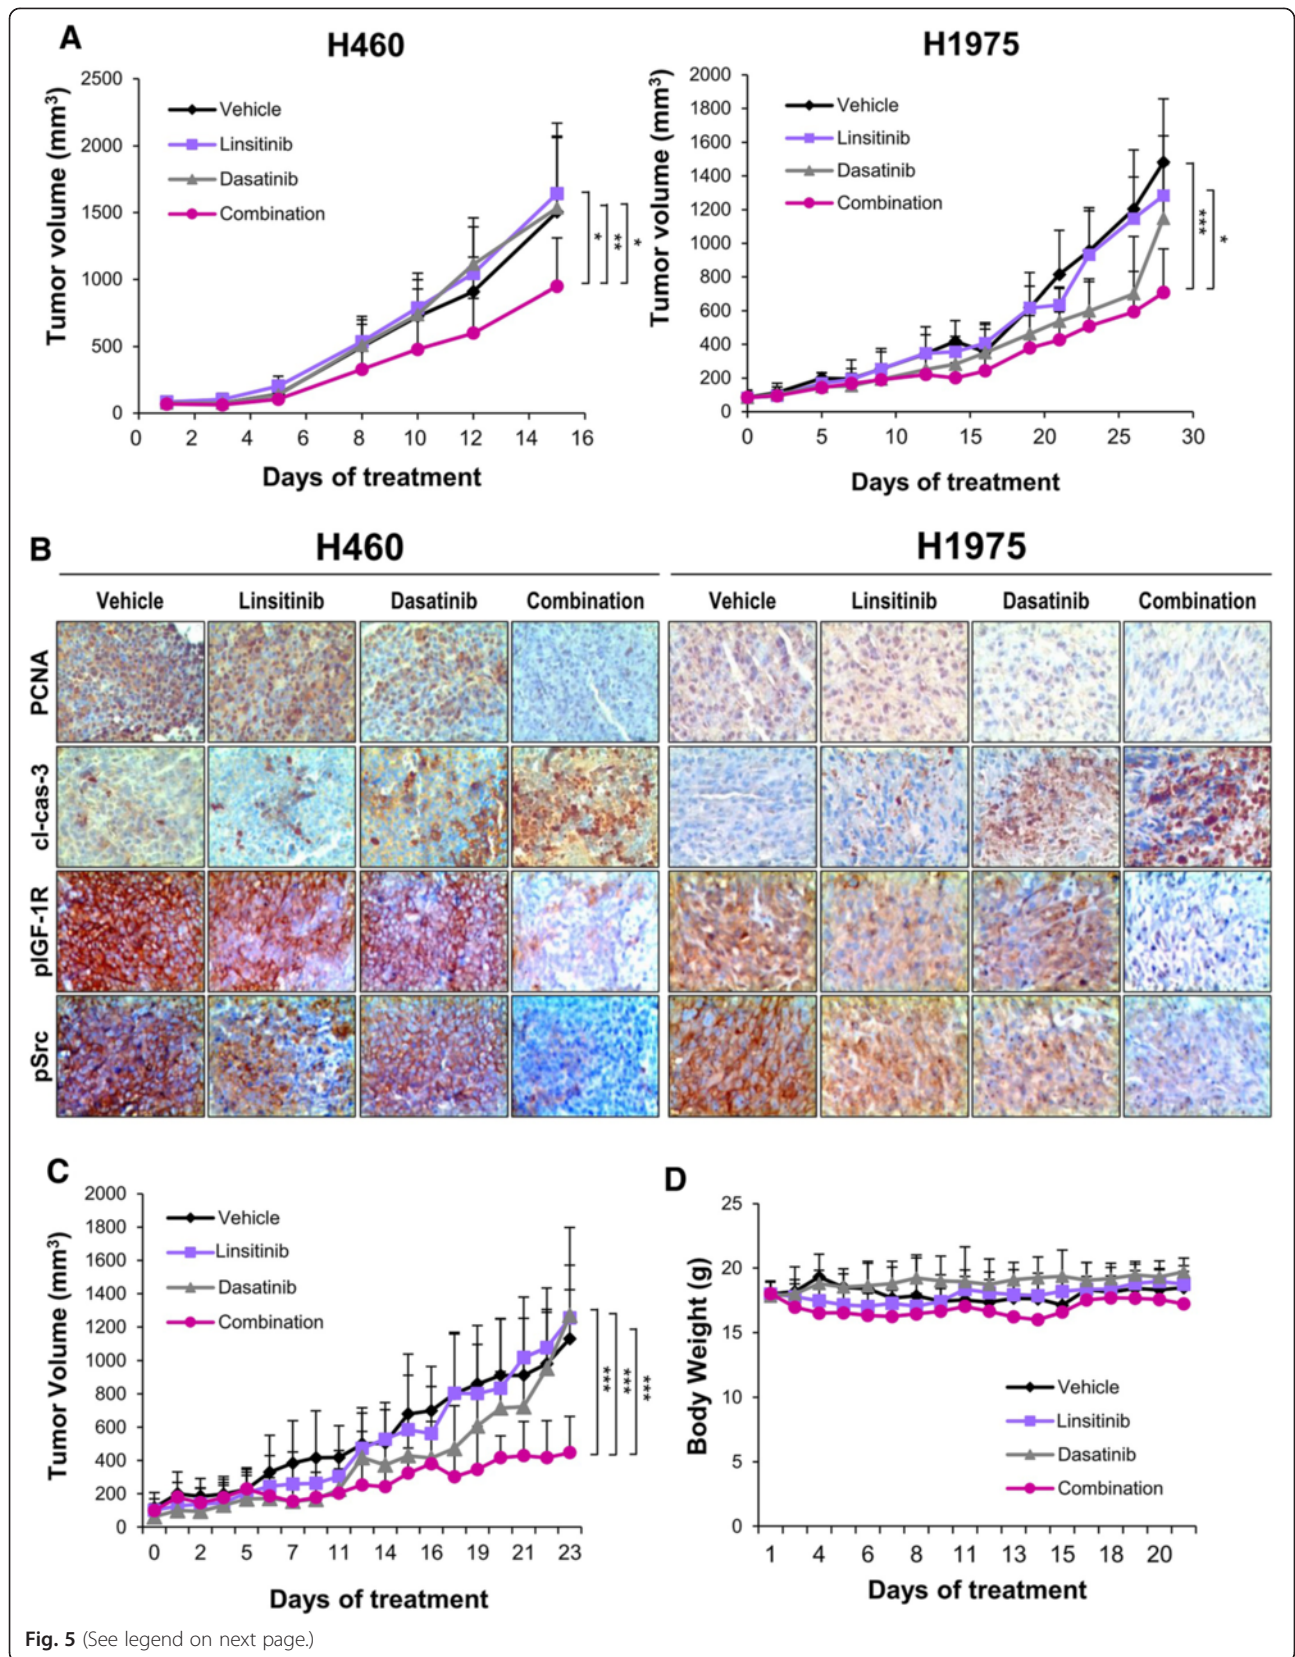 A
H460
H1975
Tumor volume (mm³)
2500
2000
1500
1000
500
0
Vehicle
Linsitinib
Dasatinib
Combination
*
**
*
0 2 4 6 8 10 12 14 16
Days of treatment
Tumor volume (mm³)
2000
1800
1600
1400
1200
1000
800
600
400
200
0
Vehicle
Linsitinib
Dasatinib
Combination
***
*
0 5 10 15 20 25 30
Days of treatment
B
H460
H1975
Vehicle Linsitinib Dasatinib Combination Vehicle Linsitinib Dasatinib Combination
PCNA
cl-cas-3
pIGF-1R
pSrc
C
Tumor Volume (mm³)
2000
1800
1600
1400
1200
1000
800
600
400
200
0
Vehicle
Linsitinib
Dasatinib
Combination
***
***
***
0 2 5 7 11 14 16 19 21 23
Days of treatment
D
Body Weight (g)
25
20
15
10
5
0
Vehicle
Linsitinib
Dasatinib
Combination
1 4 6 8 11 13 15 18 20
Days of treatment
Fig. 5 (See legend on next page.)